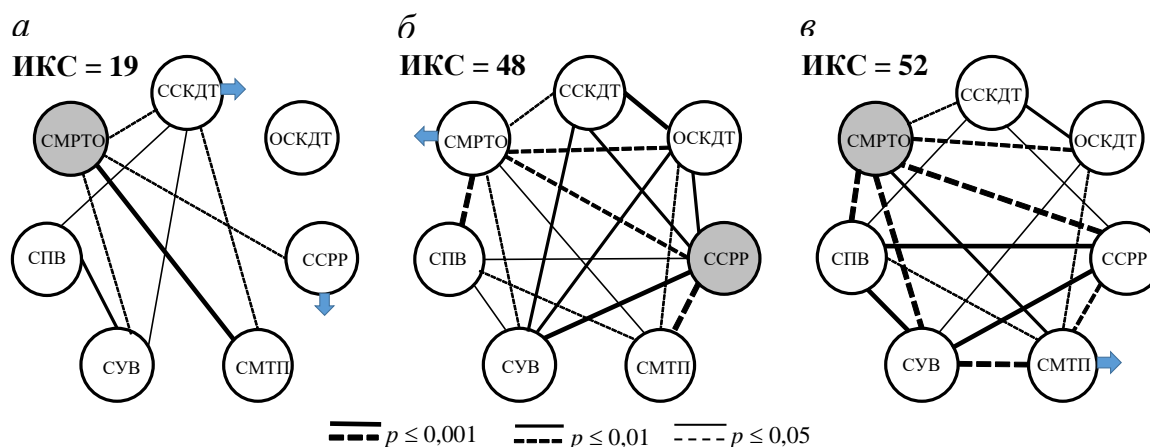 а
ИКС = 19
ССКДТ
СМРТО
ОСКДТ
СПВ
ССРР
СУВ
СМТП
б
ИКС = 48
ССКДТ
СМРТО
ОСКДТ
СПВ
ССРР
СУВ
СМТП
в
ИКС = 52
ССКДТ
СМРТО
ОСКДТ
СПВ
ССРР
СУВ
СМТП
p ≤ 0,001
p ≤ 0,01
p ≤ 0,05